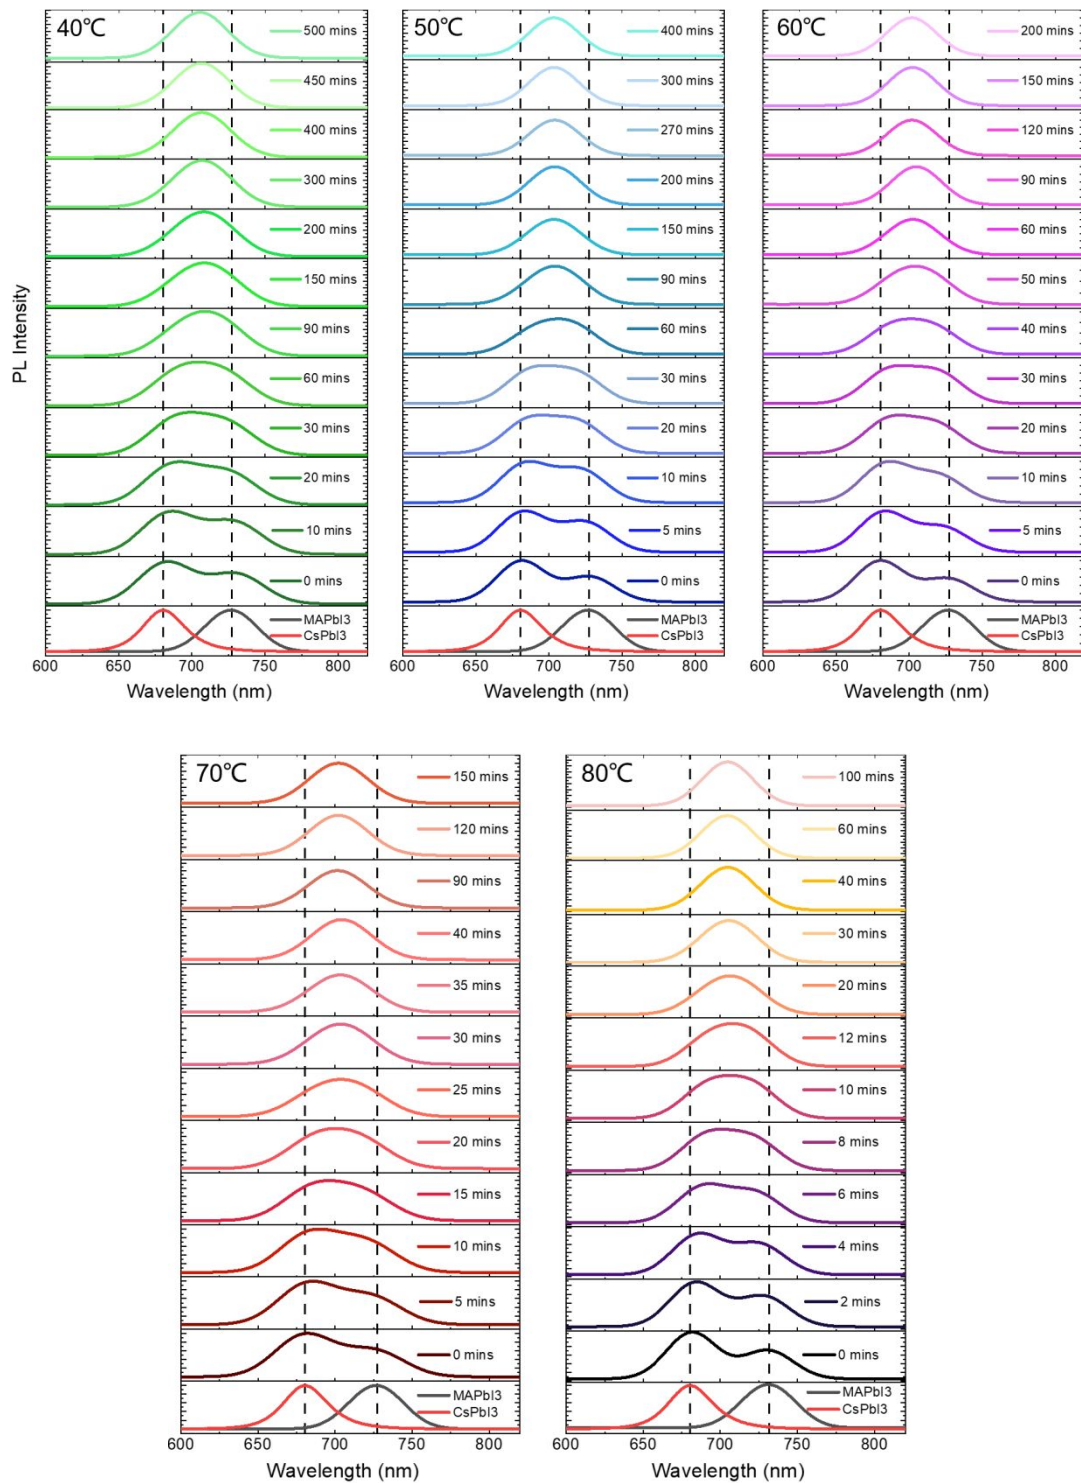 40℃
500 mins
450 mins
400 mins
300 mins
200 mins
150 mins
90 mins
60 mins
30 mins
20 mins
10 mins
0 mins
MAPbI3
CsPbI3
PL Intensity
600 650 700 750 800
Wavelength (nm)
50℃
400 mins
300 mins
270 mins
200 mins
150 mins
90 mins
60 mins
30 mins
20 mins
10 mins
5 mins
0 mins
MAPbI3
CsPbI3
600 650 700 750 800
Wavelength (nm)
60℃
200 mins
150 mins
120 mins
90 mins
60 mins
50 mins
40 mins
30 mins
20 mins
10 mins
5 mins
0 mins
MAPbI3
CsPbI3
600 650 700 750 800
Wavelength (nm)
70℃
150 mins
120 mins
90 mins
40 mins
35 mins
30 mins
25 mins
20 mins
15 mins
10 mins
5 mins
0 mins
MAPbI3
CsPbI3
600 650 700 750 800
Wavelength (nm)
80℃
100 mins
60 mins
40 mins
30 mins
20 mins
12 mins
10 mins
8 mins
6 mins
4 mins
2 mins
0 mins
MAPbI3
CsPbI3
600 650 700 750 800
Wavelength (nm)